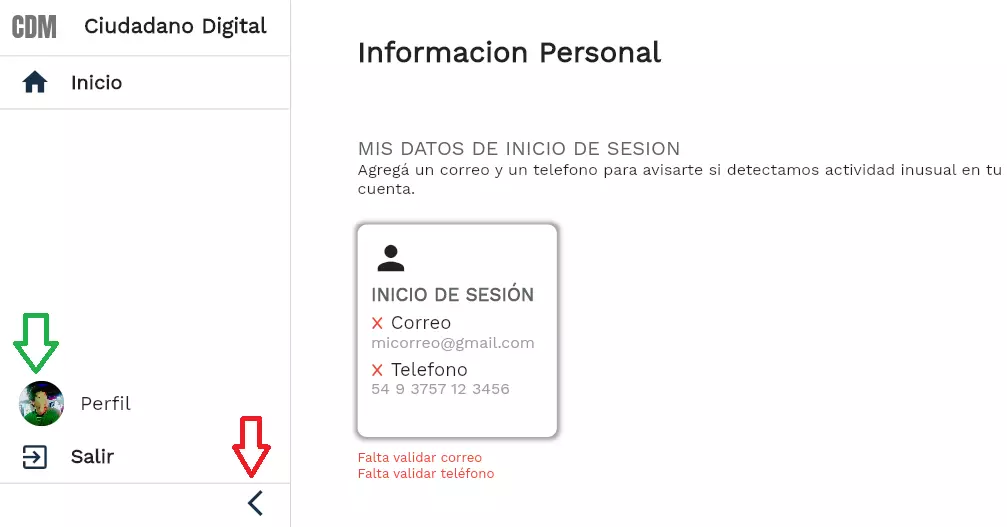 CDM Ciudadano Digital
Inicio
Perfil
Salir
Informacion Personal
MIS DATOS DE INICIO DE SESION
Agregá un correo y un telefono para avisarte si detectamos actividad inusual en tu
cuenta.
INICIO DE SESIÓN
X Correo
micorreo@gmail.com
X Telefono
54 9 3757 12 3456
Falta validar correo
Falta validar teléfono